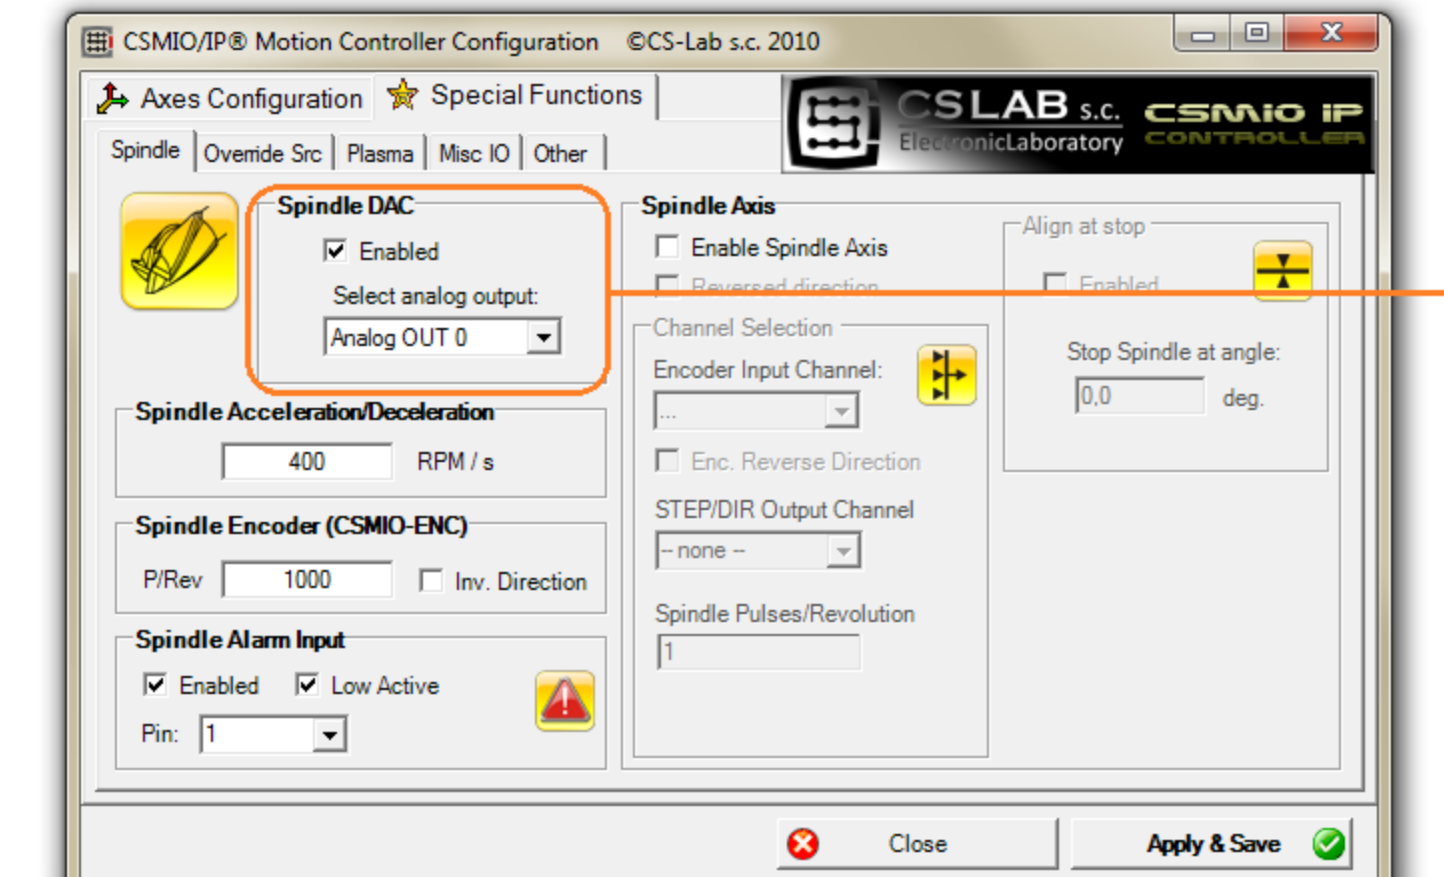 CSMIO/IP® Motion Controller Configuration ©CS-Lab s.c. 2010
Axes Configuration Special Functions
CSLAB s.c.
ElectronicLaboratory
CSMIO IP
CONTROLLER
Spindle Override Src Plasma Misc IO Other
Spindle DAC
Enabled
Select analog output:
Analog OUT 0
Spindle Acceleration/Deceleration
400 RPM / s
Spindle Encoder (CSMIO-ENC)
P/Rev 1000 Inv. Direction
Spindle Alarm Input
Enabled Low Active
Pin: 1
Spindle Axis
Enable Spindle Axis
Reversed direction
Channel Selection
Encoder Input Channel:
...
Enc. Reverse Direction
STEP/DIR Output Channel
-- none --
Spindle Pulses/Revolution
1
Align at stop
Enabled
Stop Spindle at angle:
0,0 deg.
Close Apply & Save